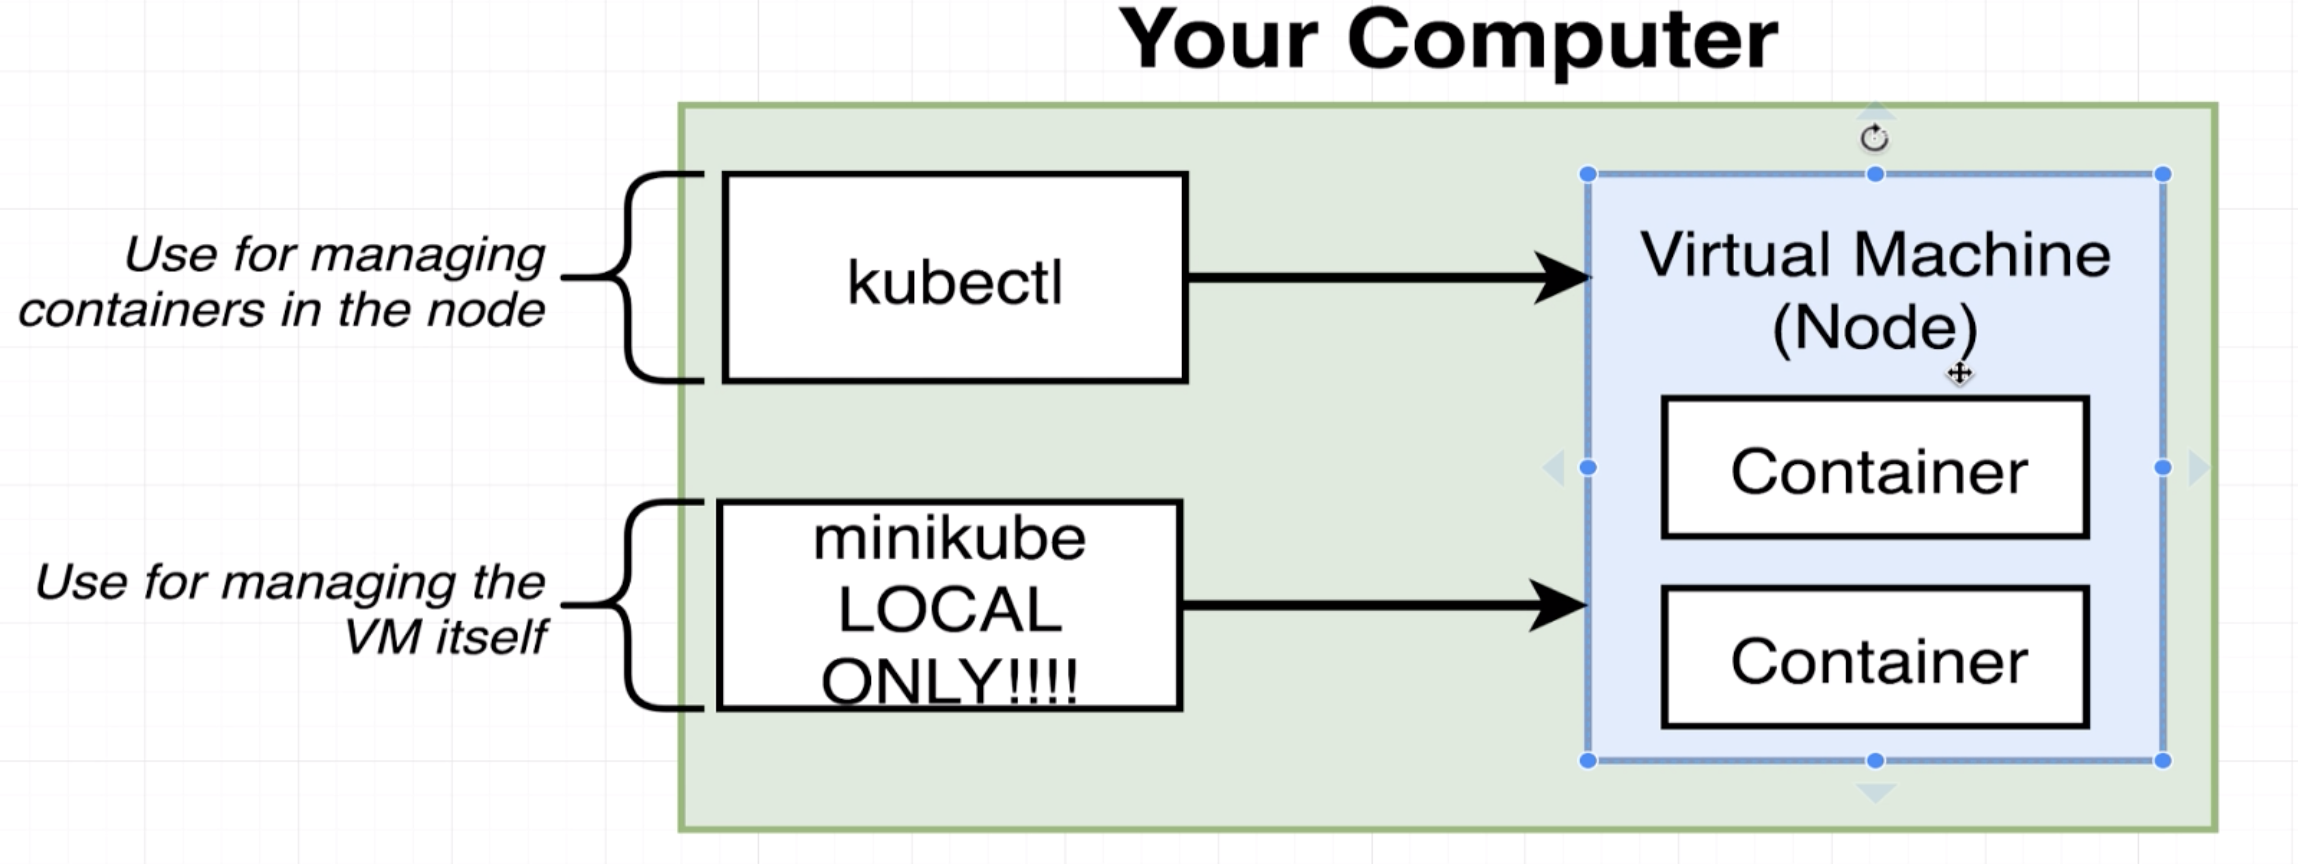 Your Computer
Use for managing
containers in the node
kubectl
Virtual Machine
(Node)
Container
Container
Use for managing the
VM itself
minikube
LOCAL
ONLY!!!!